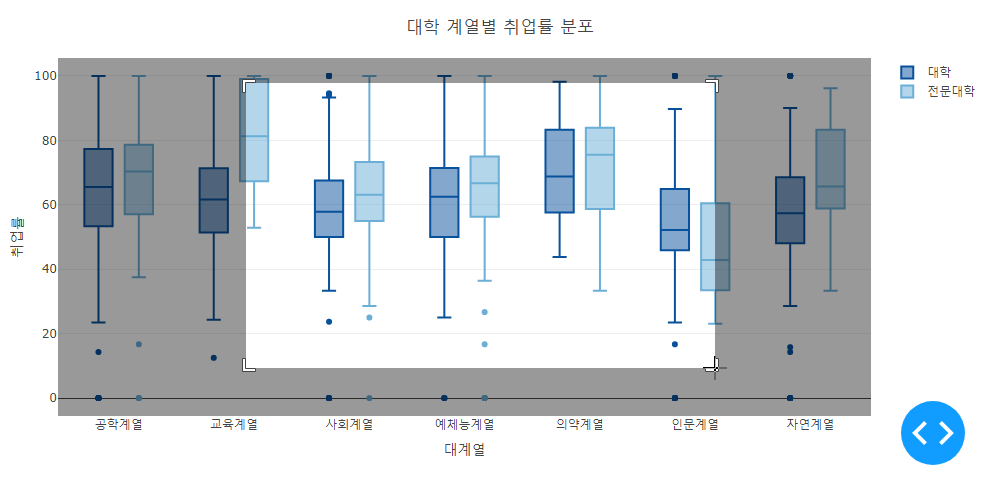 대학 계열별 취업률 분포
대학
전문대학
취업률
100
80
60
40
20
0
공학계열 교육계열 사회계열 예체능계열 의약계열 인문계열 자연계열
대계열